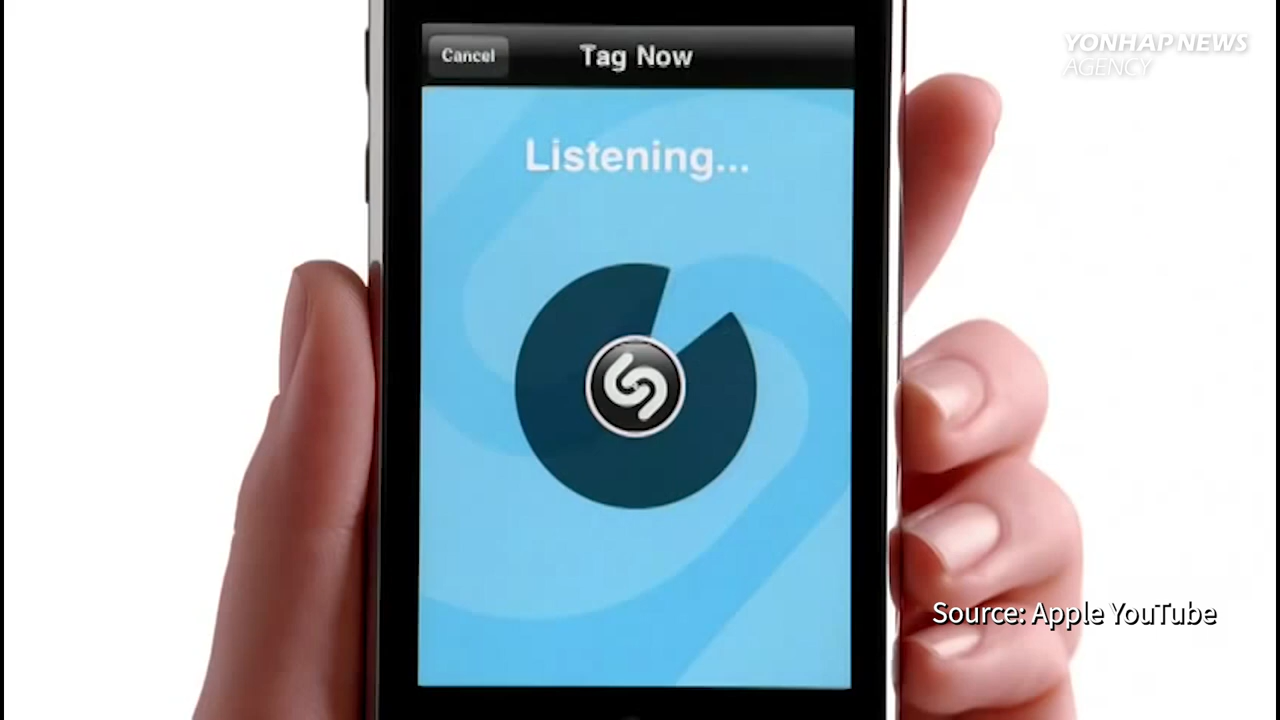 YONHAP NEWS
AGENCY
Cancel
Tag Now
Listening...
Source: Apple YouTube